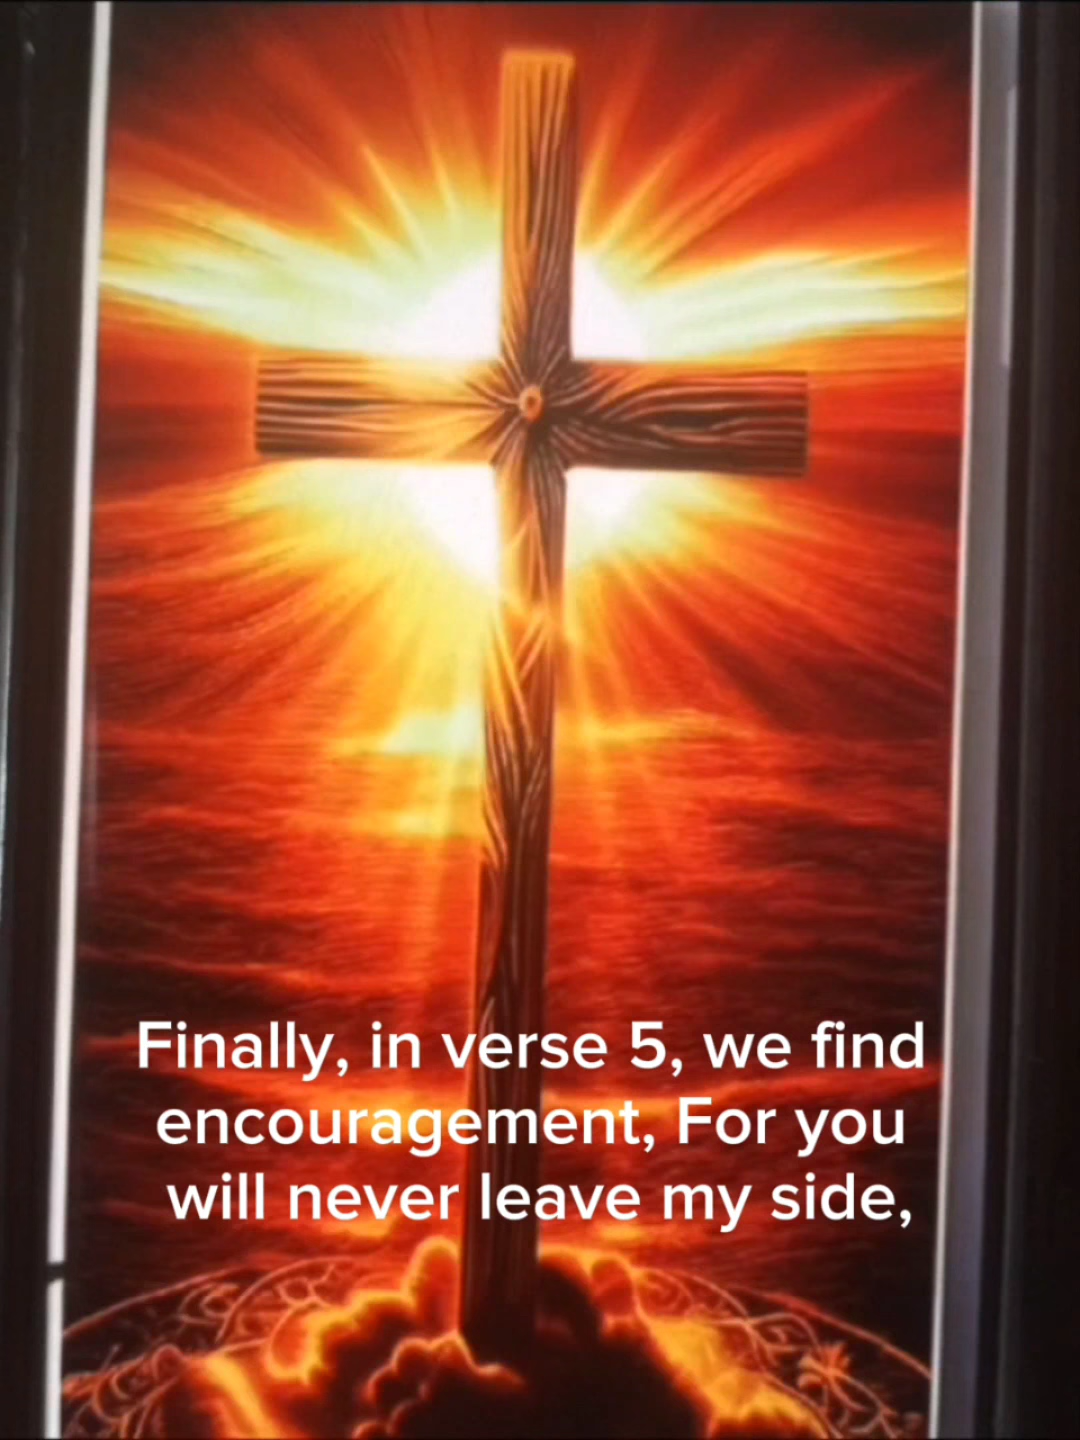 Finally, in verse 5, we find
encouragement, For you
will never leave my side,